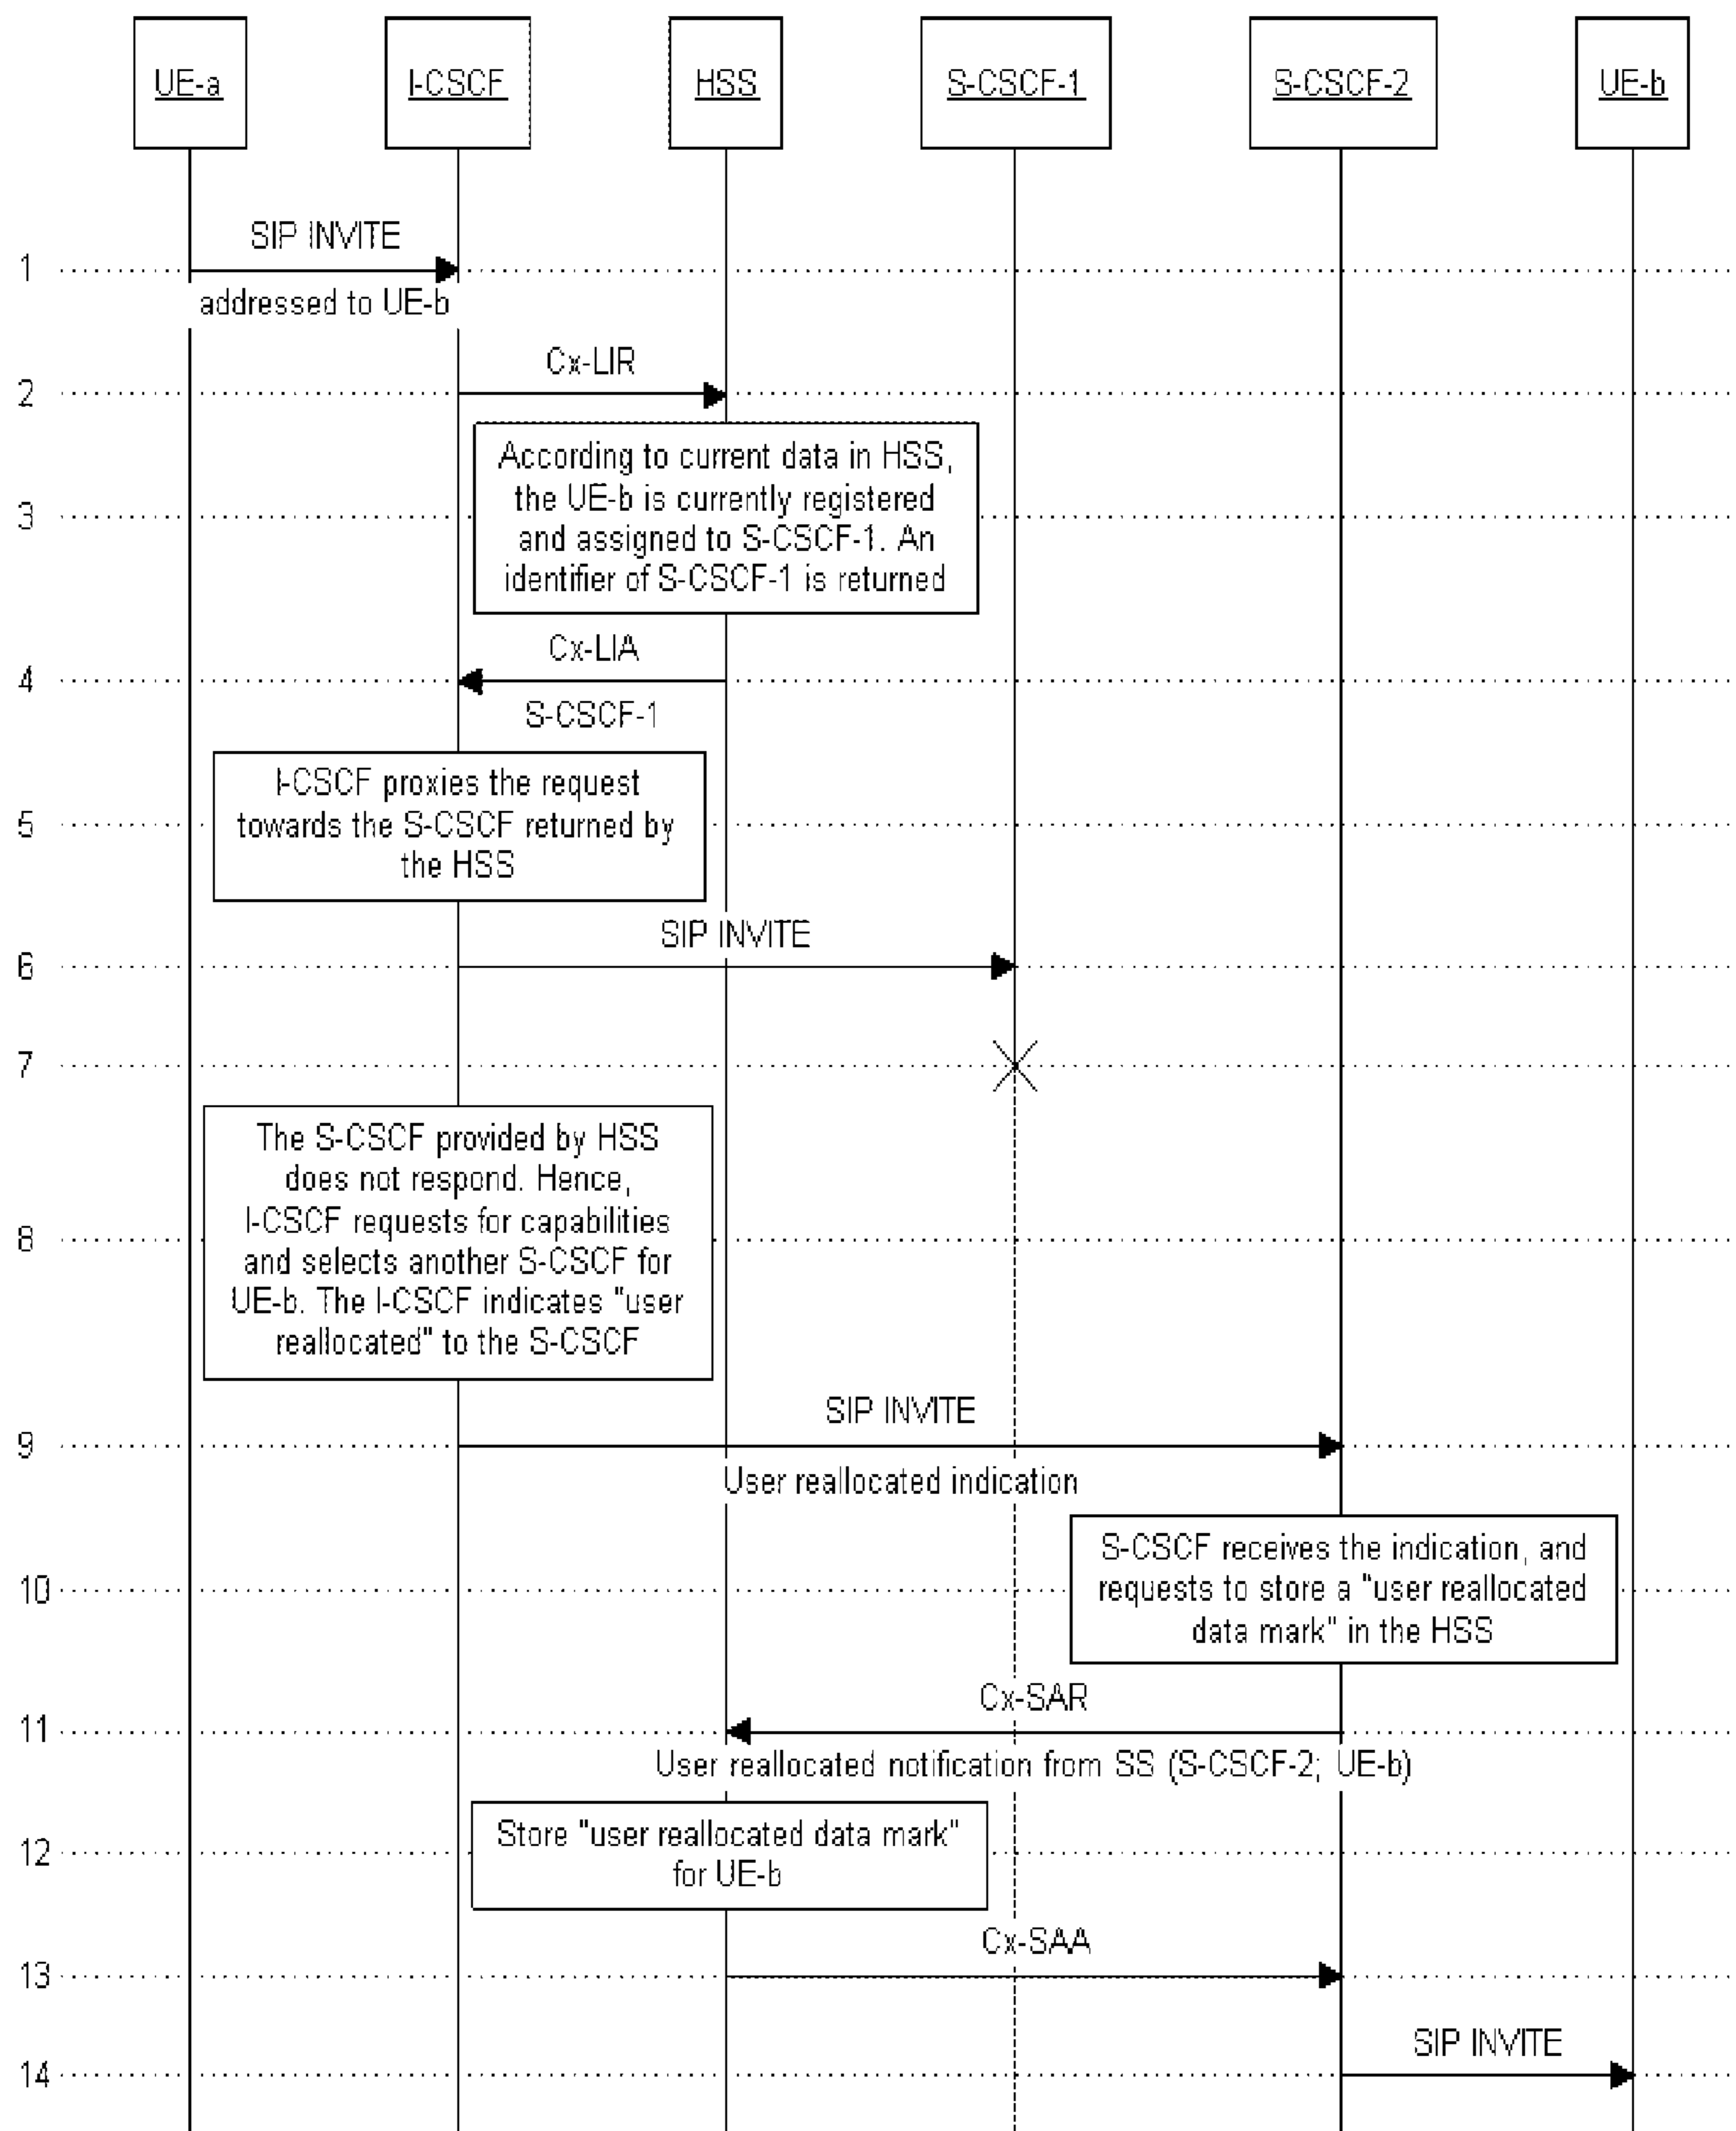 UE-a
I-CSCF
HSS
S-CSCF-1
S-CSCF-2
UE-b
SIP INVITE
1
addressed to UE-b
Cx-LIR
2
According to current data in HSS,
the UE-b is currently registered
3
and assigned to S-CSCF-1. An
identifier of S-CSCF-1 is returned
Cx-LIA
4
S-CSCF-1
I-CSCF proxies the request
towards the S-CSCF returned by
5
the HSS
SIP INVITE
6
7
The S-CSCF provided by HSS
does not respond. Hence,
I-CSCF requests for capabilities
8
and selects another S-CSCF for
UE-b. The I-CSCF indicates "user
reallocated" to the S-CSCF
SIP INVITE
9
User reallocated indication
S-CSCF receives the indication, and
10
requests to store a "user reallocated
data mark" in the HSS
Cx-SAR
11
User reallocated notification from SS (S-CSCF-2; UE-b)
Store "user reallocated data mark"
12
for UE-b
Cx-SAA
13
SIP INVITE
14